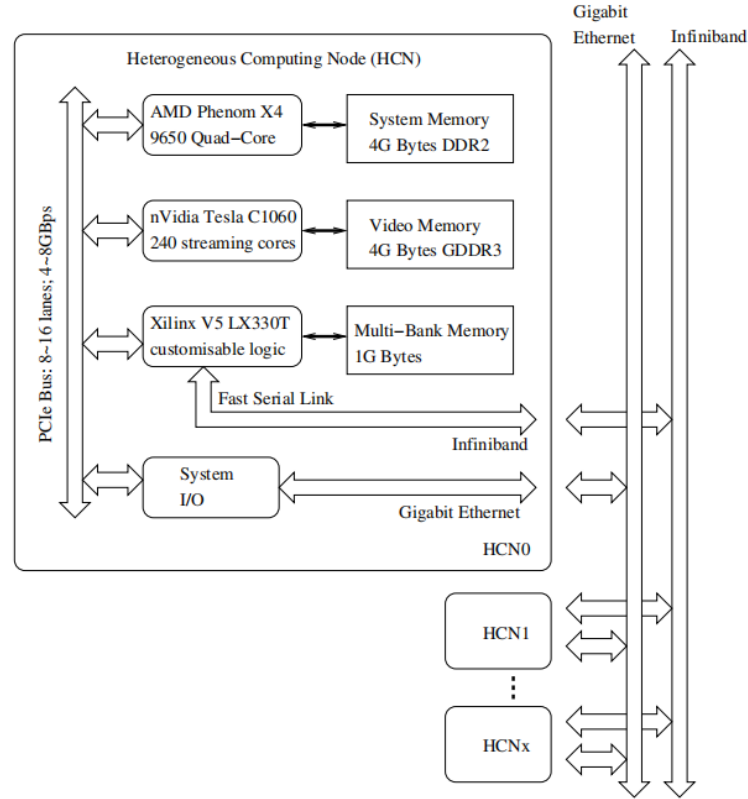 Gigabit
Ethernet
Infiniband
Heterogeneous Computing Node (HCN)
AMD Phenom X4
9650 Quad−Core
System Memory
4G Bytes DDR2
nVidia Tesla C1060
240 streaming cores
Video Memory
4G Bytes GDDR3
PCIe Bus: 8~16 lanes; 4~8GBps
Xilinx V5 LX330T
customisable logic
Multi−Bank Memory
1G Bytes
Fast Serial Link
Infiniband
System
I/O
Gigabit Ethernet
HCN0
HCN1
HCNx